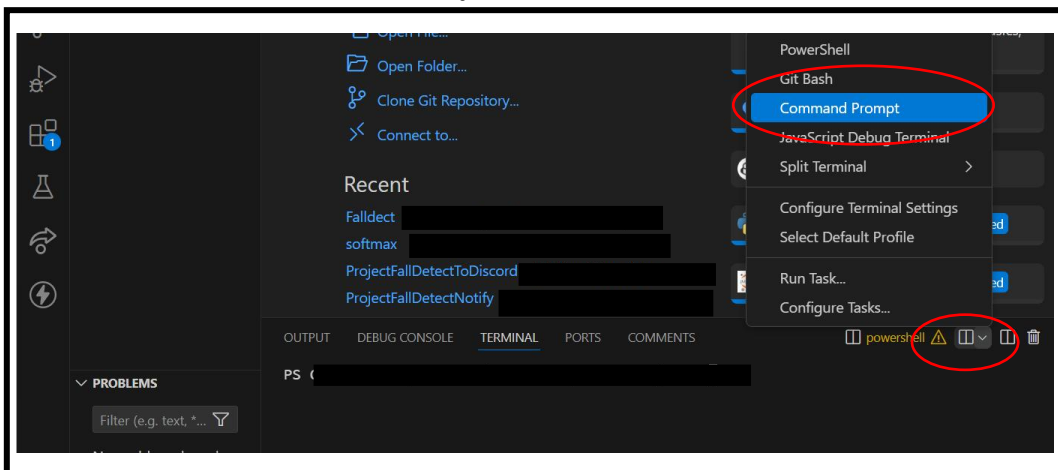 Open Folder...
Clone Git Repository...
Connect to...
Recent
Falldect
softmax
ProjectFallDetectToDiscord
ProjectFallDetectNotify
PowerShell
Git Bash
Command Prompt
JavaScript Debug Terminal
Split Terminal
Configure Terminal Settings
Select Default Profile
Run Task...
Configure Tasks...
1
OUTPUT DEBUG CONSOLE TERMINAL PORTS COMMENTS powershell
PS
PROBLEMS
Filter (e.g. text, *...